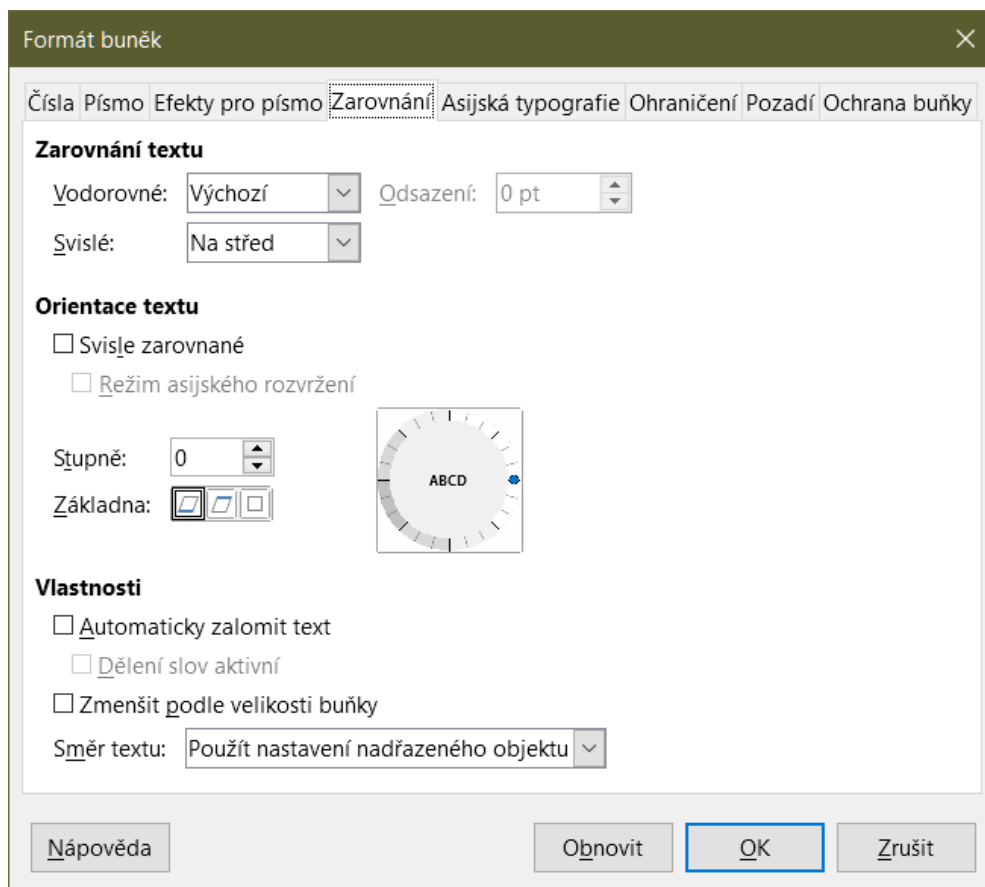 Formát buněk
Čísla Písmo Efekty pro písmo Zarovnání Asijská typografie Ohraničení Pozadí Ochrana buňky
Zarovnání textu
Vodorovné: Výchozí Odsazení: 0 pt
Svislé: Na střed
Orientace textu
Svisle zarovnané
Režim asijského rozvržení
Stupně: 0
ABCD
Základna:
Vlastnosti
Automaticky zalomit text
Dělení slov aktivní
Zmenšit podle velikosti buňky
Směr textu: Použít nastavení nadřazeného objektu
Nápověda Obnovit OK Zrušit